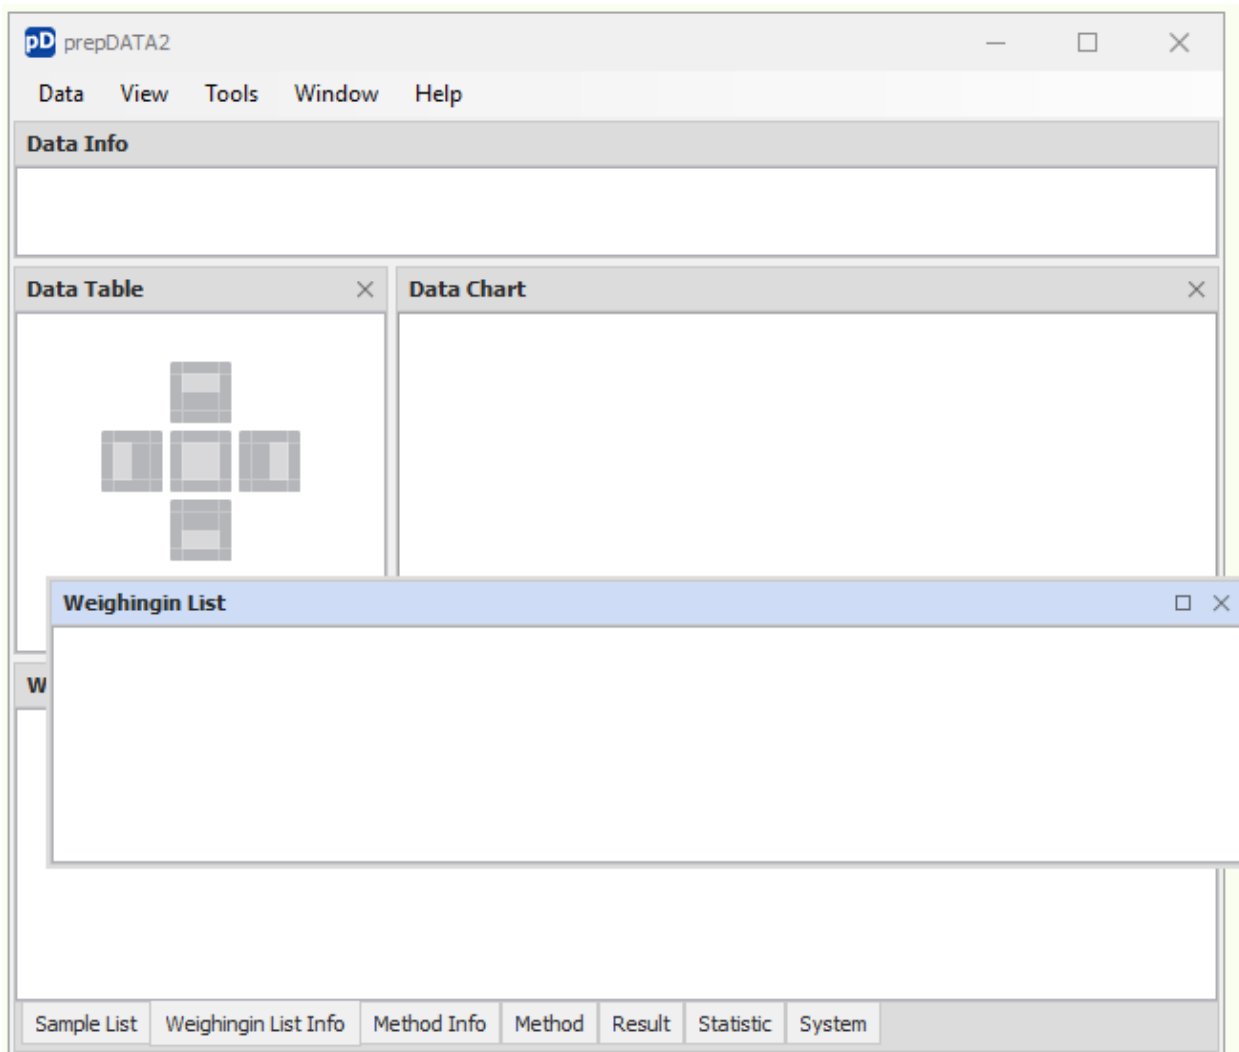 pD prepDATA2
Data View Tools Window Help
Data Info
Data Table
Data Chart
Weighingin List
W
Sample List Weighingin List Info Method Info Method Result Statistic System